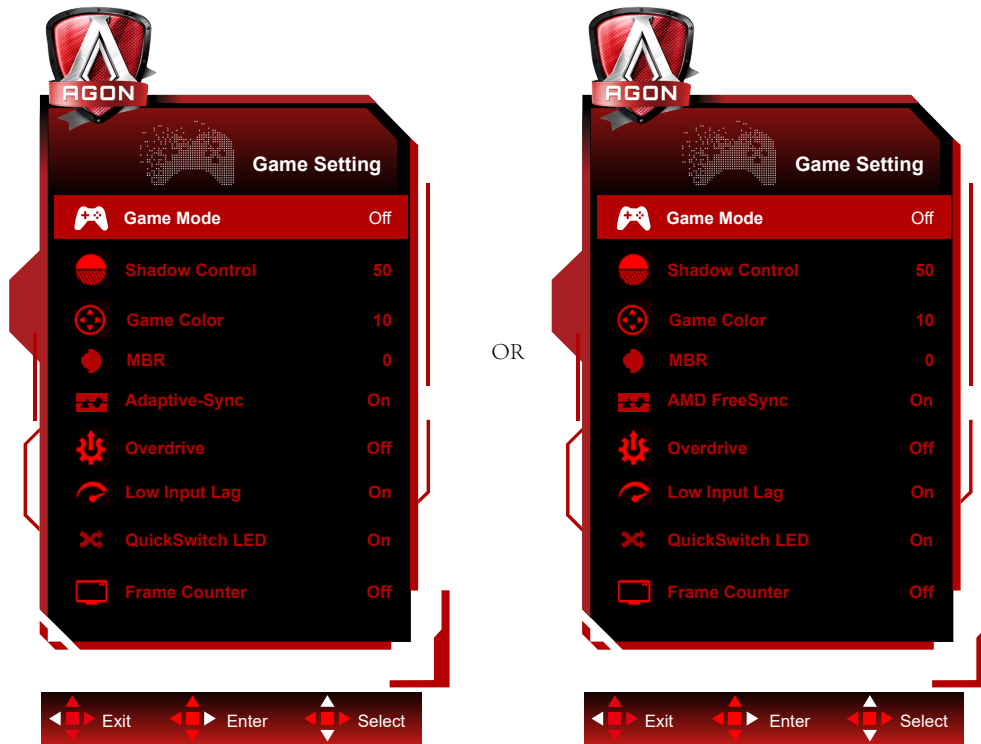 AGON
Game Setting
Game Mode Off
Shadow Control 50
Game Color 10
MBR 0
Adaptive-Sync On
Overdrive Off
Low Input Lag On
QuickSwitch LED On
Frame Counter Off
Exit Enter Select
OR
AGON
Game Setting
Game Mode Off
Shadow Control 50
Game Color 10
MBR 0
AMD FreeSync On
Overdrive Off
Low Input Lag On
QuickSwitch LED On
Frame Counter Off
Exit Enter Select